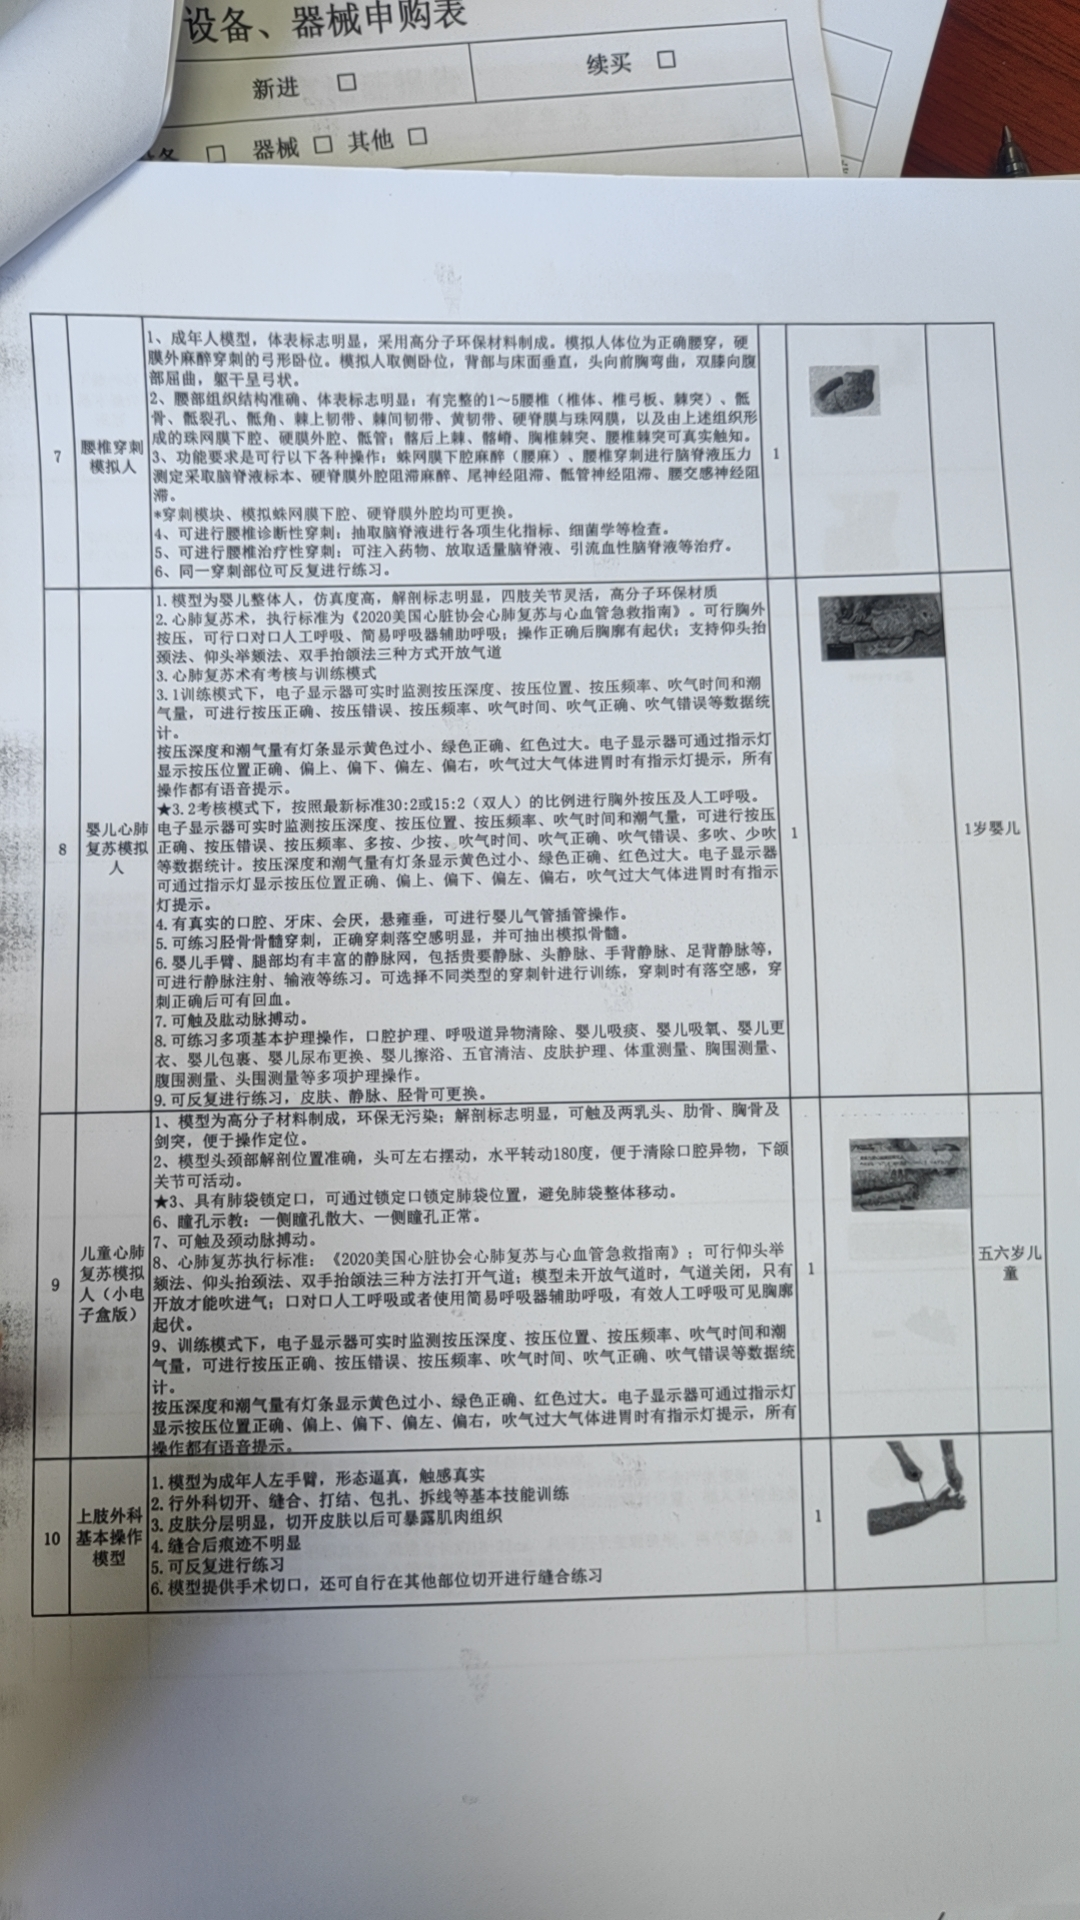 设备、器械申购表
新进 □
续买 □
备 □ 器械 □ 其他 □
7
腰椎穿刺
模拟人
1、成年人模型，体表标志明显，采用高分子环保材料制成。模拟人体位为正确腰穿，硬
膜外麻醉穿刺的弓形卧位。模拟人取侧卧位，背部与床面垂直，头向前胸弯曲，双膝向腹
部屈曲，躯干呈弓状。
2、腰部组织结构准确、体表标志明显；有完整的1～5腰椎（椎体、椎弓板、棘突）、骶
骨、骶裂孔、骶角、棘上韧带、棘间韧带、黄韧带、硬脊膜与珠网膜，以及由上述组织形
成的珠网膜下腔、硬膜外腔、骶管；髂后上棘、髂嵴、胸椎棘突、腰椎棘突可真实触知。
3、功能要求是可行以下各种操作：蛛网膜下腔麻醉（腰麻）、腰椎穿刺进行脑脊液压力
测定采取脑脊液标本、硬脊膜外腔阻滞麻醉、尾神经阻滞、骶管神经阻滞、腰交感神经阻
滞。
*穿刺模块、模拟蛛网膜下腔、硬脊膜外腔均可更换。
4、可进行腰椎诊断性穿刺：抽取脑脊液进行各项生化指标、细菌学等检查。
5、可进行腰椎治疗性穿刺：可注入药物、放取适量脑脊液、引流血性脑脊液等治疗。
6、同一穿刺部位可反复进行练习。
1
8
婴儿心肺
复苏模拟
人
1.模型为婴儿整体人，仿真度高，解剖标志明显，四肢关节灵活，高分子环保材质
2.心肺复苏术，执行标准为《2020美国心脏协会心肺复苏与心血管急救指南》。可行胸外
按压，可行口对口人工呼吸、简易呼吸器辅助呼吸；操作正确后胸廓有起伏；支持仰头抬
颈法、仰头举颏法、双手抬颌法三种方式开放气道
3.心肺复苏术有考核与训练模式
3.1训练模式下，电子显示器可实时监测按压深度、按压位置、按压频率、吹气时间和潮
气量，可进行按压正确、按压错误、按压频率、吹气时间、吹气正确、吹气错误等数据统
计。
按压深度和潮气量有灯条显示黄色过小、绿色正确、红色过大。电子显示器可通过指示灯
显示按压位置正确、偏上、偏下、偏左、偏右，吹气过大气体进胃时有指示灯提示，所有
操作都有语音提示。
★3.2考核模式下，按照最新标准30:2或15:2（双人）的比例进行胸外按压及人工呼吸。
电子显示器可实时监测按压深度、按压位置、按压频率、吹气时间和潮气量，可进行按压
正确、按压错误、按压频率、多按、少按、吹气时间、吹气正确、吹气错误、多吹、少吹
等数据统计。按压深度和潮气量有灯条显示黄色过小、绿色正确、红色过大。电子显示器
可通过指示灯显示按压位置正确、偏上、偏下、偏左、偏右，吹气过大气体进胃时有指示
灯提示。
4.有真实的口腔、牙床、会厌，悬雍垂，可进行婴儿气管插管操作。
5.可练习胫骨骨髓穿刺，正确穿刺落空感明显，并可抽出模拟骨髓。
6.婴儿手臂、腿部均有丰富的静脉网，包括贵要静脉、头静脉、手背静脉、足背静脉等，
可进行静脉注射、输液等练习。可选择不同类型的穿刺针进行训练，穿刺时有落空感，穿
刺正确后可有回血。
7.可触及肱动脉搏动。
8.可练习多项基本护理操作，口腔护理、呼吸道异物清除、婴儿吸痰、婴儿吸氧、婴儿更
衣、婴儿包裹、婴儿尿布更换、婴儿擦浴、五官清洁、皮肤护理、体重测量、胸围测量、
腹围测量、头围测量等多项护理操作。
9.可反复进行练习，皮肤、静脉、胫骨可更换。
1
1岁婴儿
9
儿童心肺
复苏模拟
人（小电
子盒版）
1、模型为高分子材料制成，环保无污染；解剖标志明显，可触及两乳头、肋骨、胸骨及
剑突，便于操作定位。
2、模型头颈部解剖位置准确，头可左右摆动，水平转动180度，便于清除口腔异物，下颌
关节可活动。
★3、具有肺袋锁定口，可通过锁定口锁定肺袋位置，避免肺袋整体移动。
6、瞳孔示教：一侧瞳孔散大、一侧瞳孔正常。
7、可触及颈动脉搏动。
8、心肺复苏执行标准：《2020美国心脏协会心肺复苏与心血管急救指南》；可行仰头举
颏法、仰头抬颈法、双手抬颌法三种方法打开气道；模型未开放气道时，气道关闭，只有
开放才能吹进气；口对口人工呼吸或者使用简易呼吸器辅助呼吸，有效人工呼吸可见胸廓
起伏。
9、训练模式下，电子显示器可实时监测按压深度、按压位置、按压频率、吹气时间和潮
气量，可进行按压正确、按压错误、按压频率、吹气时间、吹气正确、吹气错误等数据统
计。
按压深度和潮气量有灯条显示黄色过小、绿色正确、红色过大。电子显示器可通过指示灯
显示按压位置正确、偏上、偏下、偏左、偏右，吹气过大气体进胃时有指示灯提示，所有
操作都有语音提示。
1
五六岁儿
童
10
上肢外科
基本操作
模型
1.模型为成年人左手臂，形态逼真，触感真实
2.行外科切开、缝合、打结、包扎、拆线等基本技能训练
3.皮肤分层明显，切开皮肤以后可暴露肌肉组织
4.缝合后痕迹不明显
5.可反复进行练习
6.模型提供手术切口，还可自行在其他部位切开进行缝合练习
1